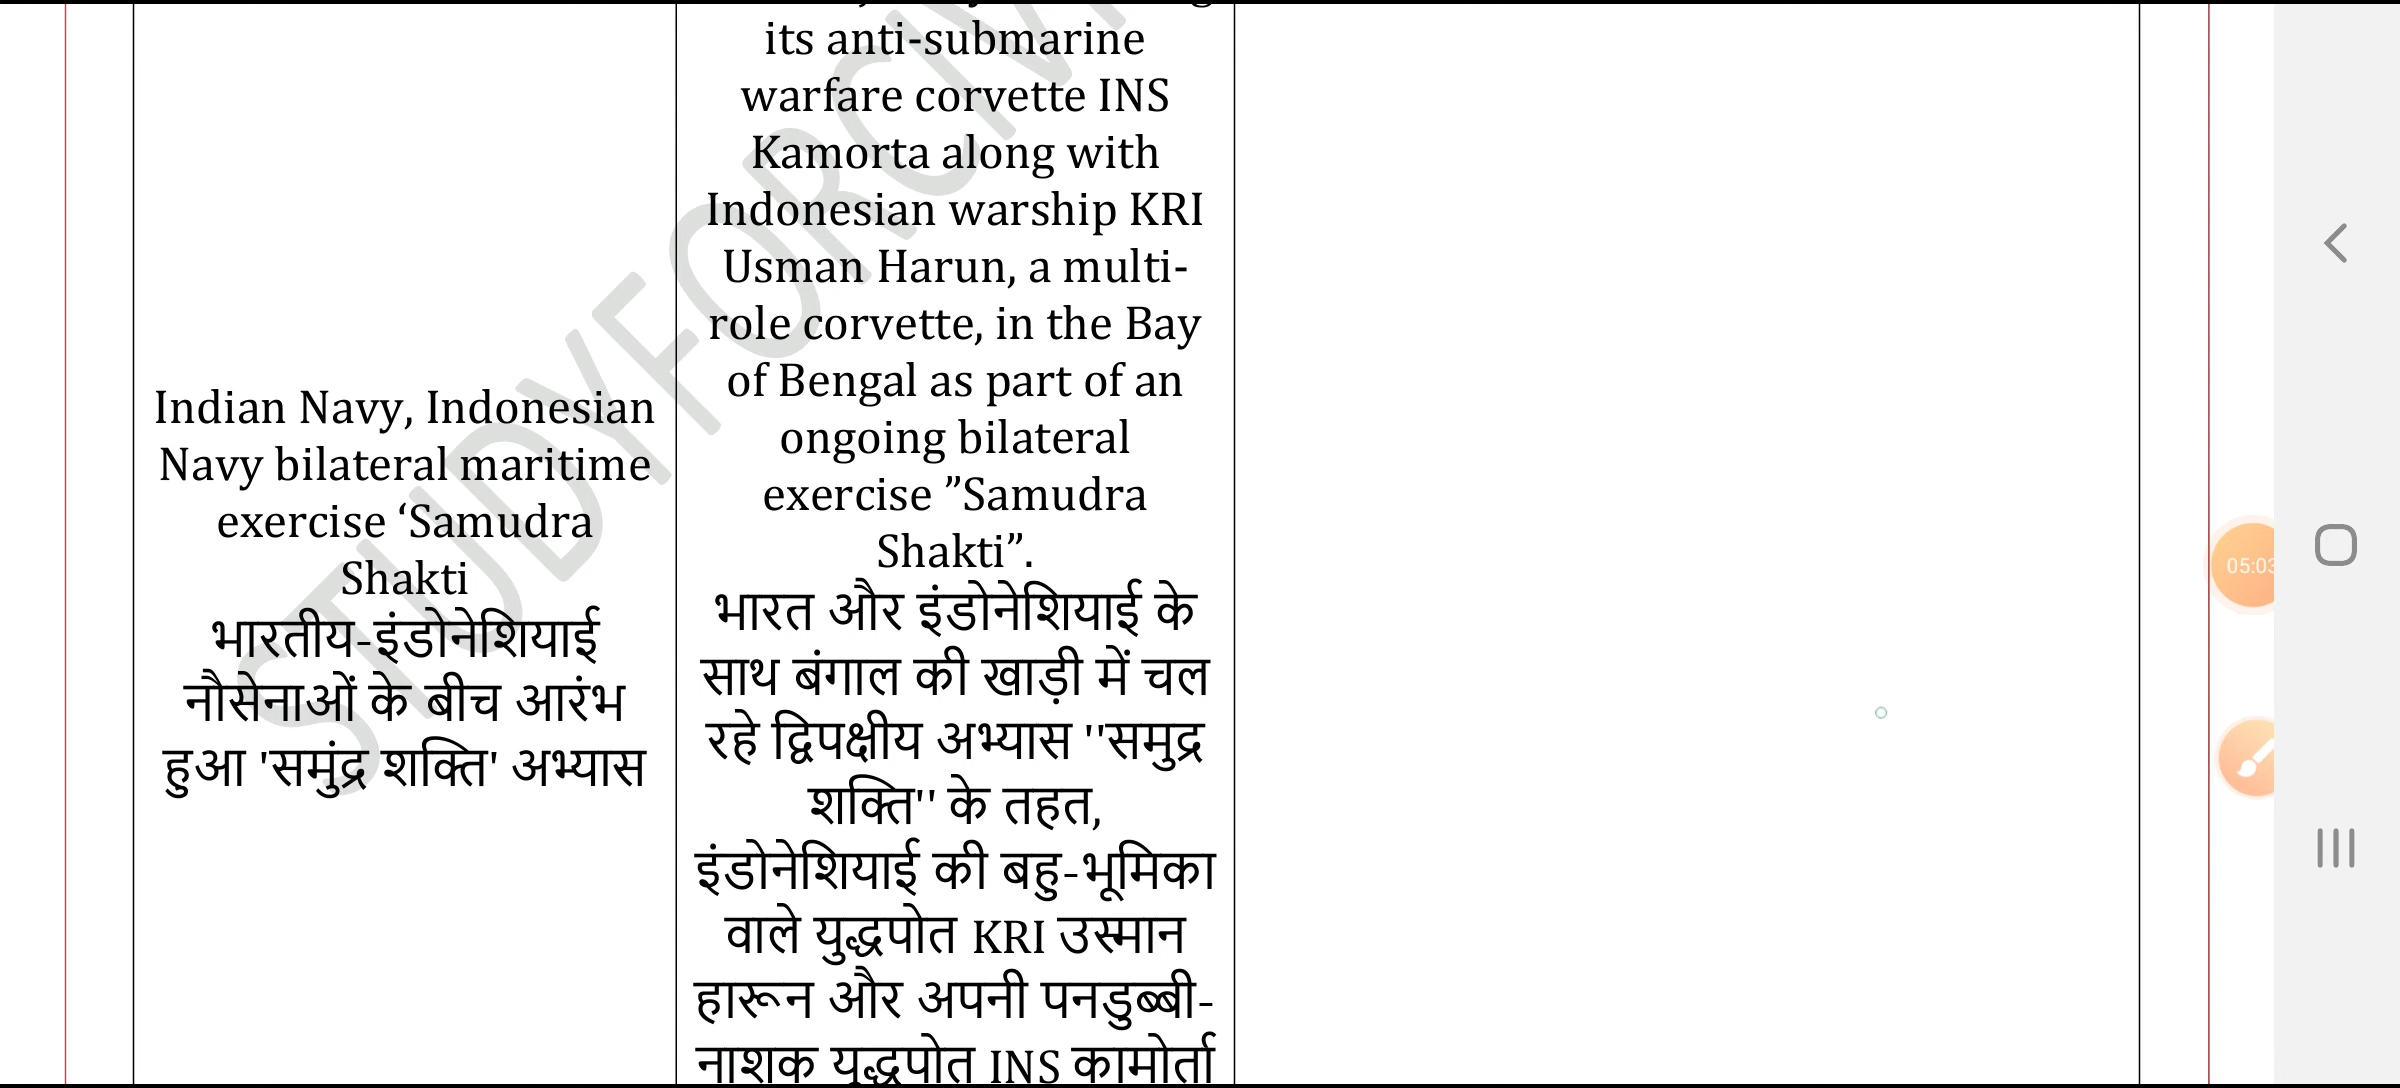 Indian Navy, Indonesian
Navy bilateral maritime
exercise ‘Samudra
Shakti
भारतीय-इंडोनेशियाई
नौसेनाओं के बीच आरंभ
हुआ 'समुंद्र शक्ति' अभ्यास
its anti-submarine
warfare corvette INS
Kamorta along with
Indonesian warship KRI
Usman Harun, a multi-
role corvette, in the Bay
of Bengal as part of an
ongoing bilateral
exercise ”Samudra
Shakti”.
भारत और इंडोनेशियाई के
साथ बंगाल की खाड़ी में चल
रहे द्विपक्षीय अभ्यास ''समुद्र
शक्ति'' के तहत,
इंडोनेशियाई की बहु-भूमिका
वाले युद्धपोत KRI उस्मान
हारून और अपनी पनडुब्बी-
नाशक युद्धपोत INS कामोर्ता
STUDYFORCIV
05:03